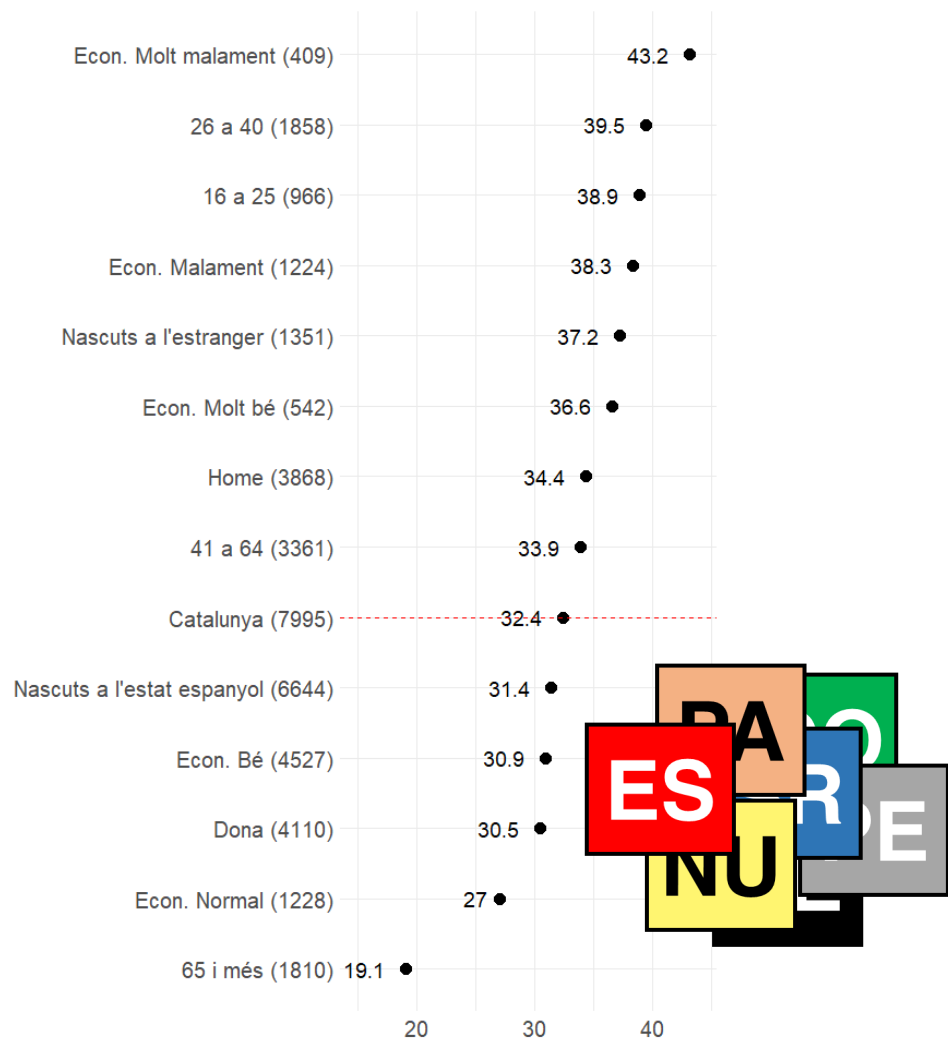 Econ. Molt malament (409) 43.2
26 a 40 (1858) 39.5
16 a 25 (966) 38.9
Econ. Malament (1224) 38.3
Nascuts a l'estranger (1351) 37.2
Econ. Molt bé (542) 36.6
Home (3868) 34.4
41 a 64 (3361) 33.9
Catalunya (7995) 32.4
Nascuts a l'estat espanyol (6644) 31.4
Econ. Bé (4527) 30.9
Dona (4110) 30.5
Econ. Normal (1228) 27
65 i més (1810) 19.1
20 30 40
PA
ES
NU